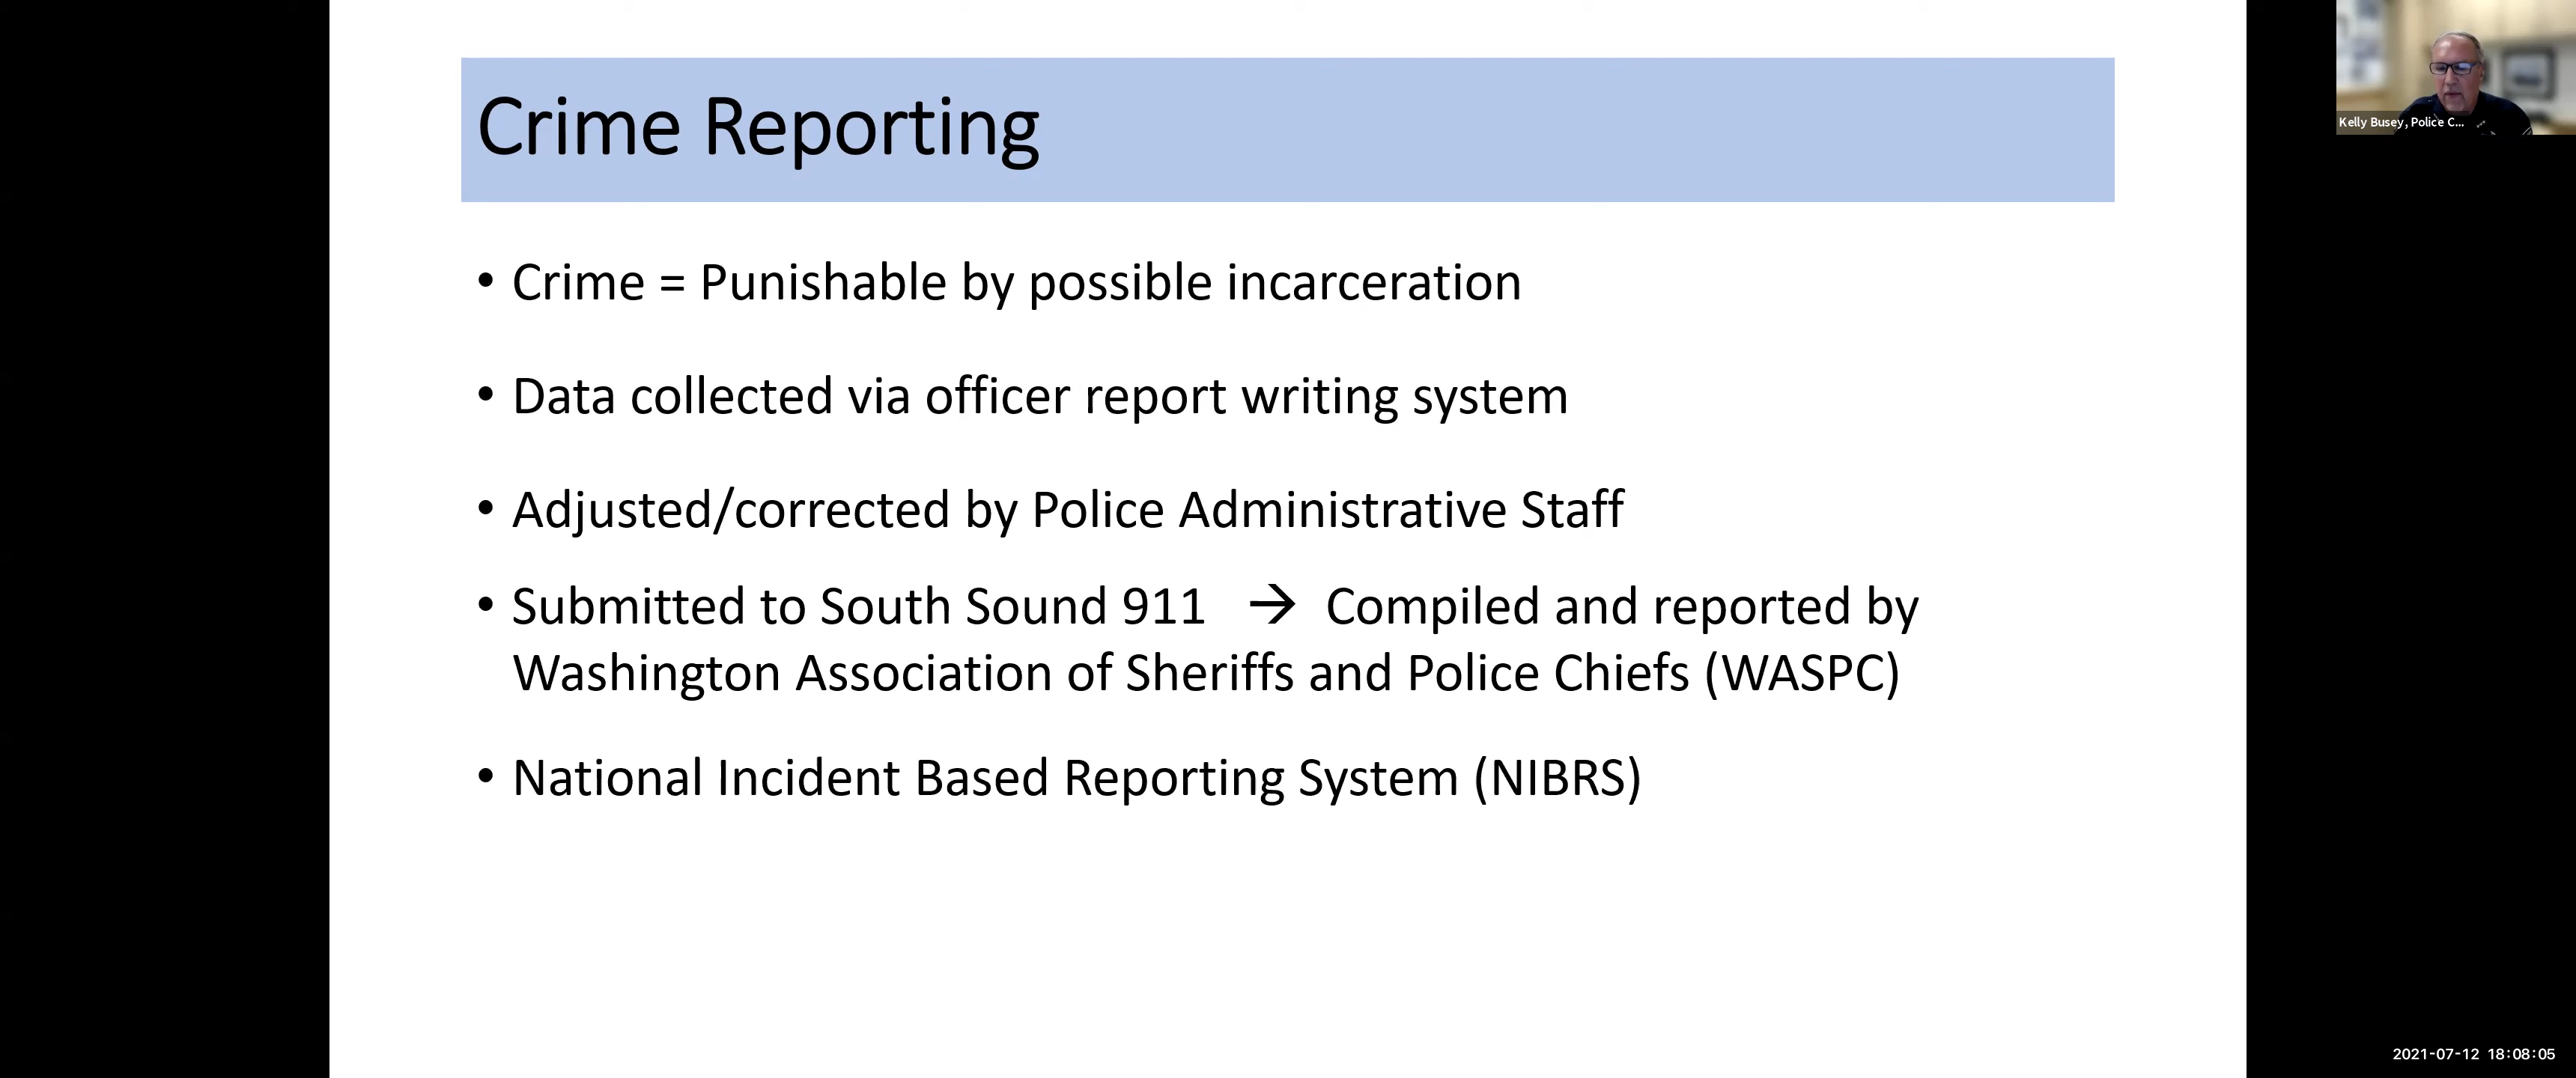 Crime Reporting
• Crime = Punishable by possible incarceration
• Data collected via officer report writing system
• Adjusted/corrected by Police Administrative Staff
• Submitted to South Sound 911 → Compiled and reported by
Washington Association of Sheriffs and Police Chiefs (WASPC)
• National Incident Based Reporting System (NIBRS)
Kelly Busey, Police C...
2021-07-12 18:08:05